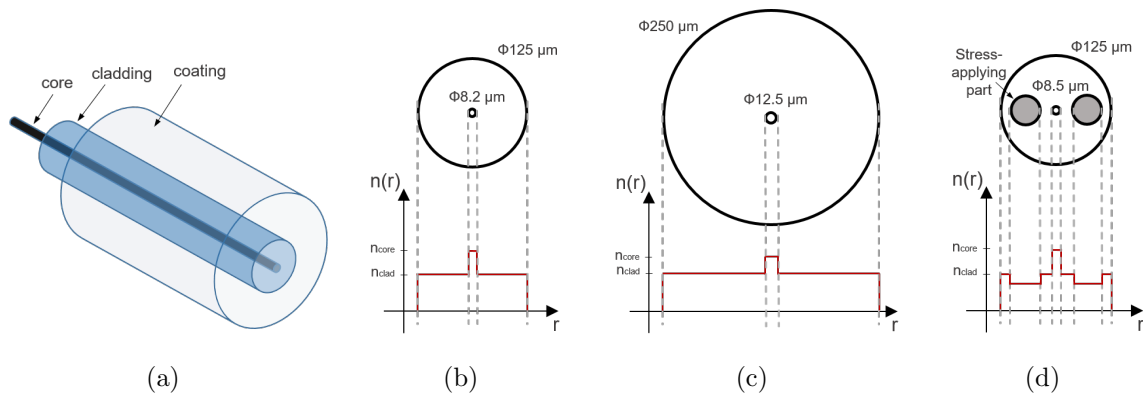 core
cladding
coating
(a)
Φ125 µm
Φ8.2 µm
n(r)
ncore
nclad
r
(b)
Φ250 µm
Φ12.5 µm
n(r)
ncore
nclad
r
(c)
Stress-
applying
part
Φ125 µm
Φ8.5 µm
n(r)
ncore
nclad
r
(d)